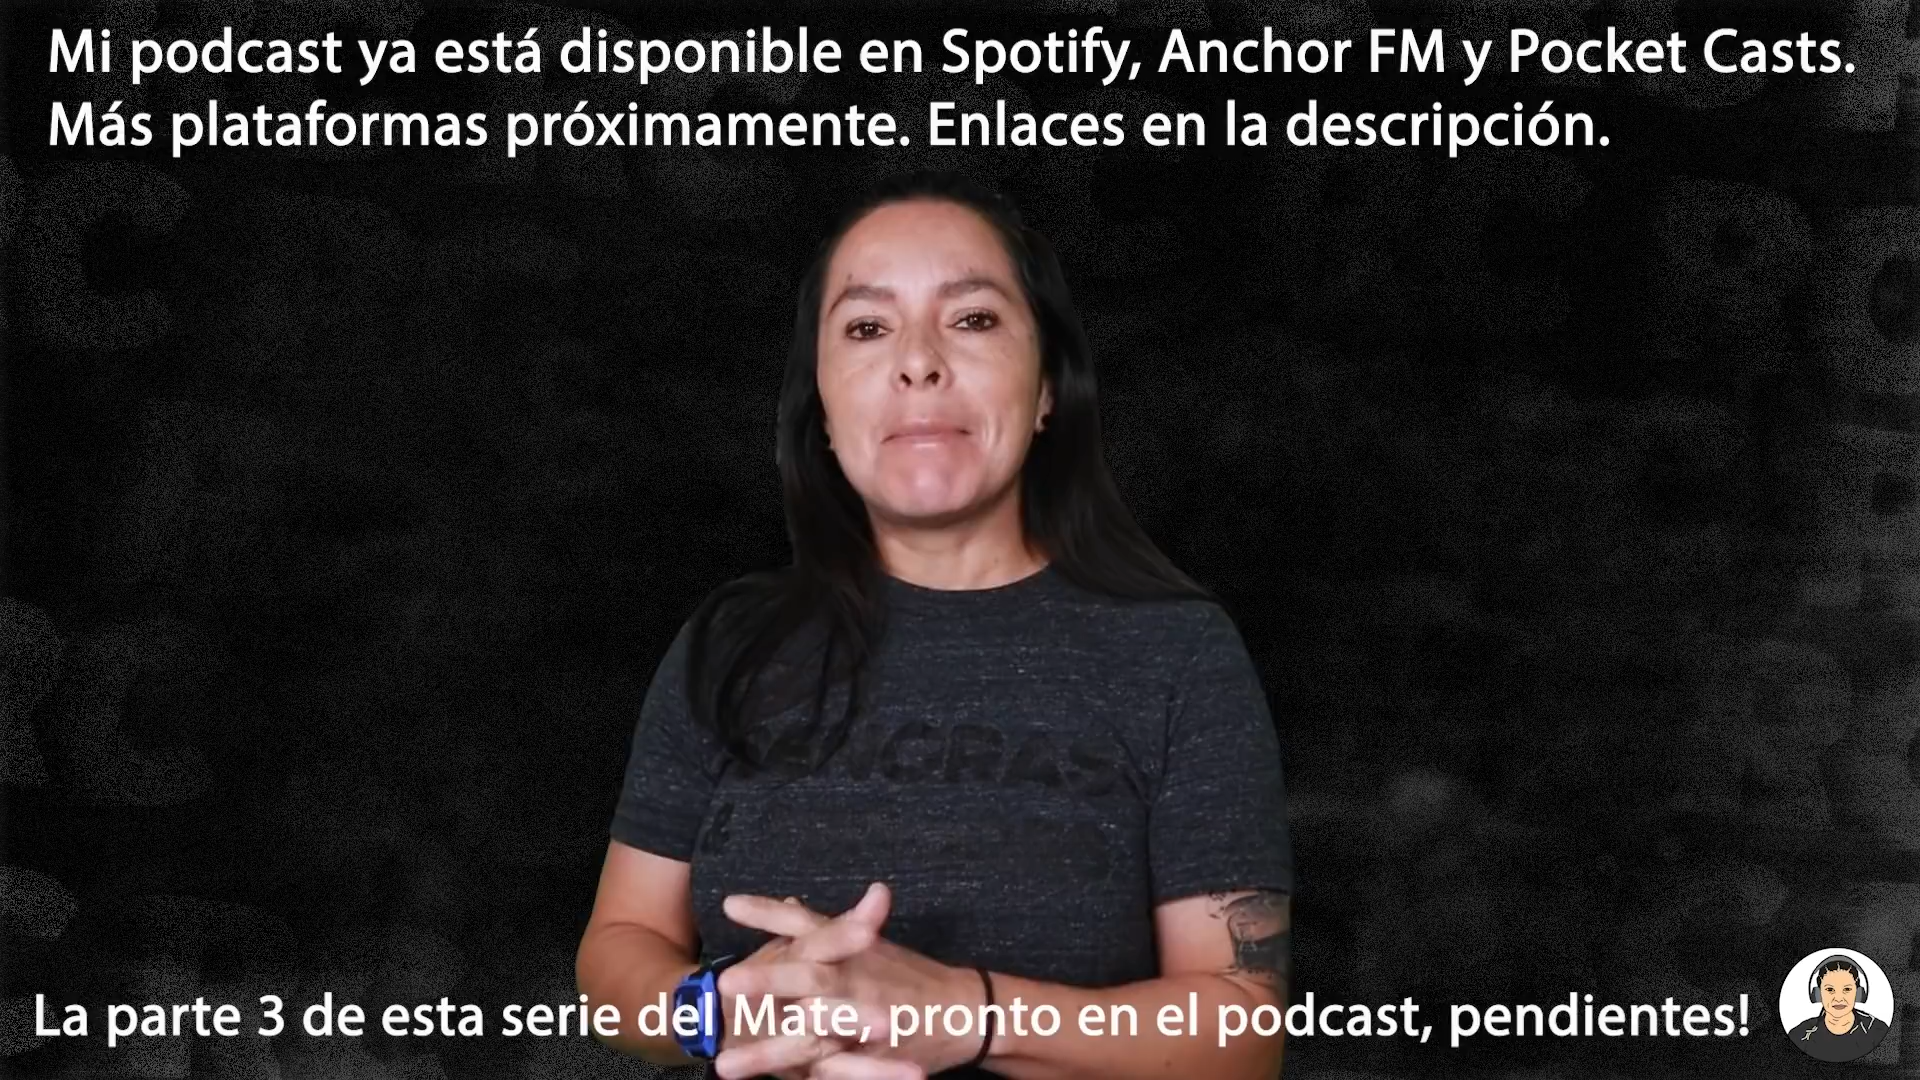 Mi podcast ya está disponible en Spotify, Anchor FM y Pocket Casts.
Más plataformas próximamente. Enlaces en la descripción.
La parte 3 de esta serie del Mate, pronto en el podcast, pendientes!